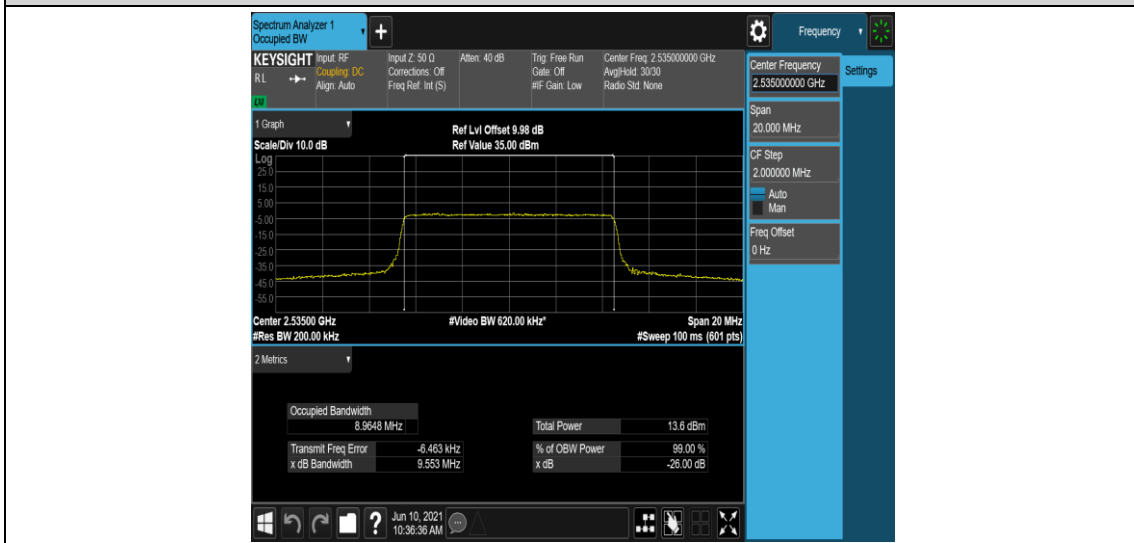 Spectrum Analyzer 1
Occupied BW
Frequency
KEYSIGHT
RL
LXI
Input: RF
Coupling: DC
Align: Auto
Input Z: 50 Ω
Corrections: Off
Freq Ref: Int (S)
Atten: 40 dB
Trig: Free Run
Gate: Off
#IF Gain: Low
Center Freq: 2.535000000 GHz
Avg|Hold: 30/30
Radio Std: None
Center Frequency
2.535000000 GHz
Settings
Span
20.000 MHz
CF Step
2.000000 MHz
Auto
Man
Freq Offset
0 Hz
1 Graph
Ref Lvl Offset 9.98 dB
Scale/Div 10.0 dB
Ref Value 35.00 dBm
Log
25.0
15.0
5.00
-5.00
-15.0
-25.0
-35.0
-45.0
-55.0
Center 2.53500 GHz
#Video BW 620.00 kHz*
Span 20 MHz
#Res BW 200.00 kHz
#Sweep 100 ms (601 pts)
2 Metrics
Occupied Bandwidth
8.9648 MHz
Total Power 13.6 dBm
Transmit Freq Error -6.463 kHz
% of OBW Power 99.00 %
x dB Bandwidth 9.553 MHz
x dB -26.00 dB
?
Jun 10, 2021
10:36:36 AM